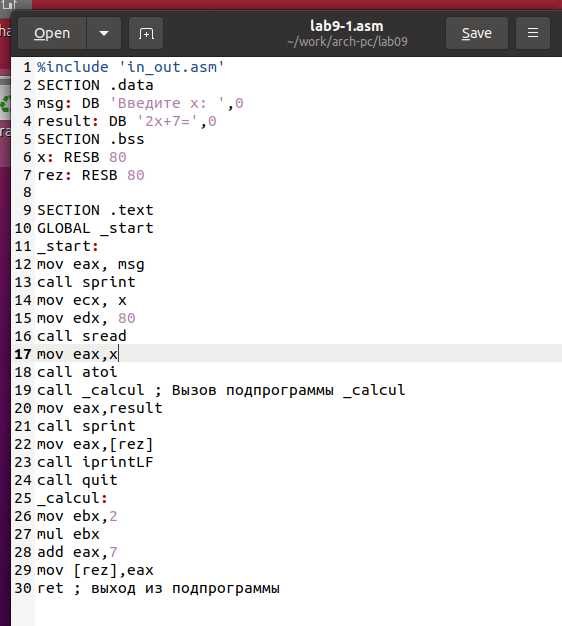 Open
lab9-1.asm
~/work/arch-pc/lab09
Save
1 %include 'in_out.asm'
2 SECTION .data
3 msg: DB 'Введите x: ',0
4 result: DB '2x+7=',0
5 SECTION .bss
6 x: RESB 80
7 rez: RESB 80
8
9 SECTION .text
10 GLOBAL _start
11 _start:
12 mov eax, msg
13 call sprint
14 mov ecx, x
15 mov edx, 80
16 call sread
17 mov eax,x
18 call atoi
19 call _calcul ; Вызов подпрограммы _calcul
20 mov eax,result
21 call sprint
22 mov eax,[rez]
23 call iprintLF
24 call quit
25 _calcul:
26 mov ebx,2
27 mul ebx
28 add eax,7
29 mov [rez],eax
30 ret ; выход из подпрограммы